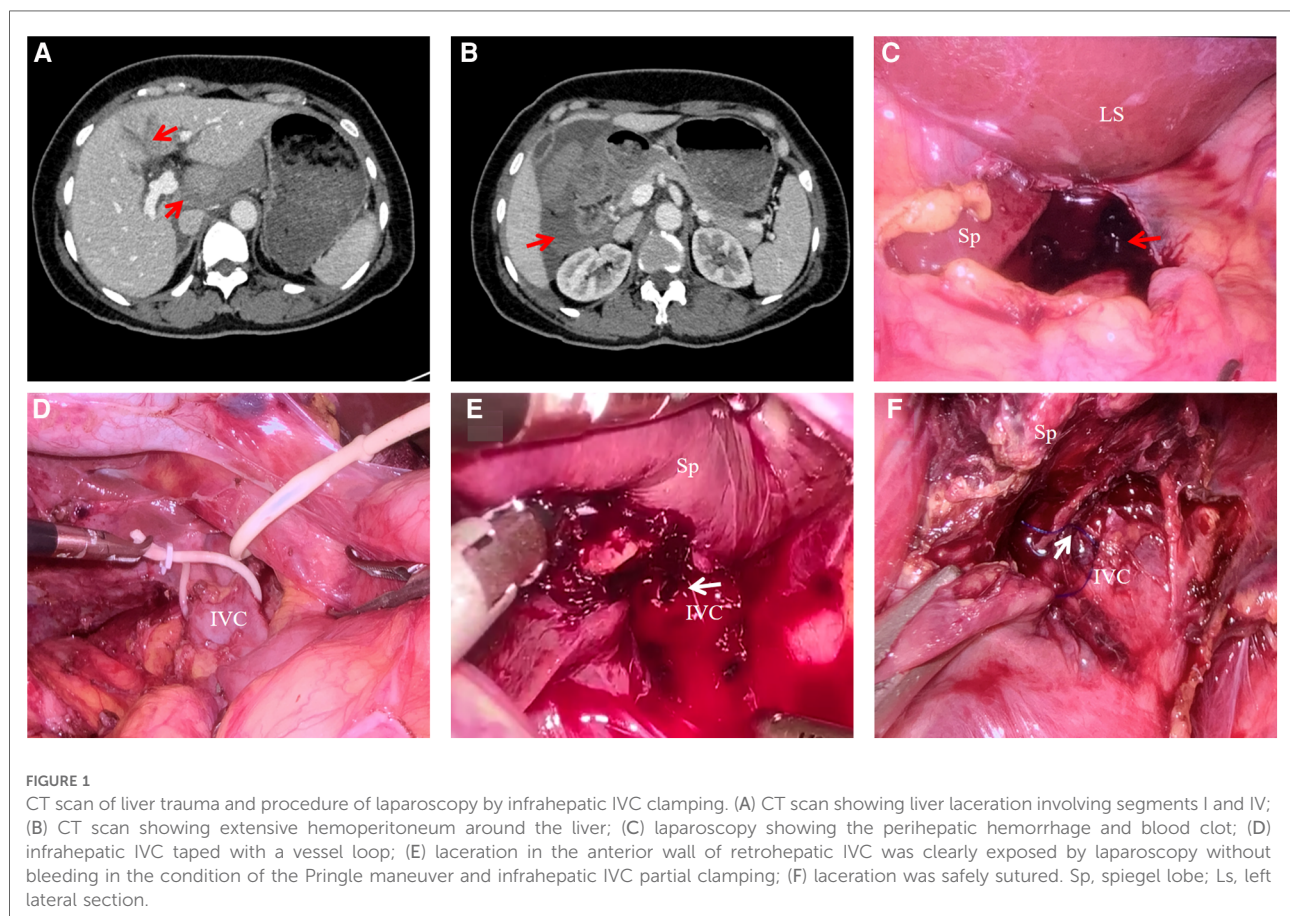 A
B
C
LS
Sp
D
IVC
E
Sp
IVC
F
Sp
IVC
FIGURE 1
CT scan of liver trauma and procedure of laparoscopy by infrahepatic IVC clamping. (A) CT scan showing liver laceration involving segments I and IV;
(B) CT scan showing extensive hemoperitoneum around the liver; (C) laparoscopy showing the perihepatic hemorrhage and blood clot; (D)
infrahepatic IVC taped with a vessel loop; (E) laceration in the anterior wall of retrohepatic IVC was clearly exposed by laparoscopy without
bleeding in the condition of the Pringle maneuver and infrahepatic IVC partial clamping; (F) laceration was safely sutured. Sp, spiegel lobe; Ls, left
lateral section.